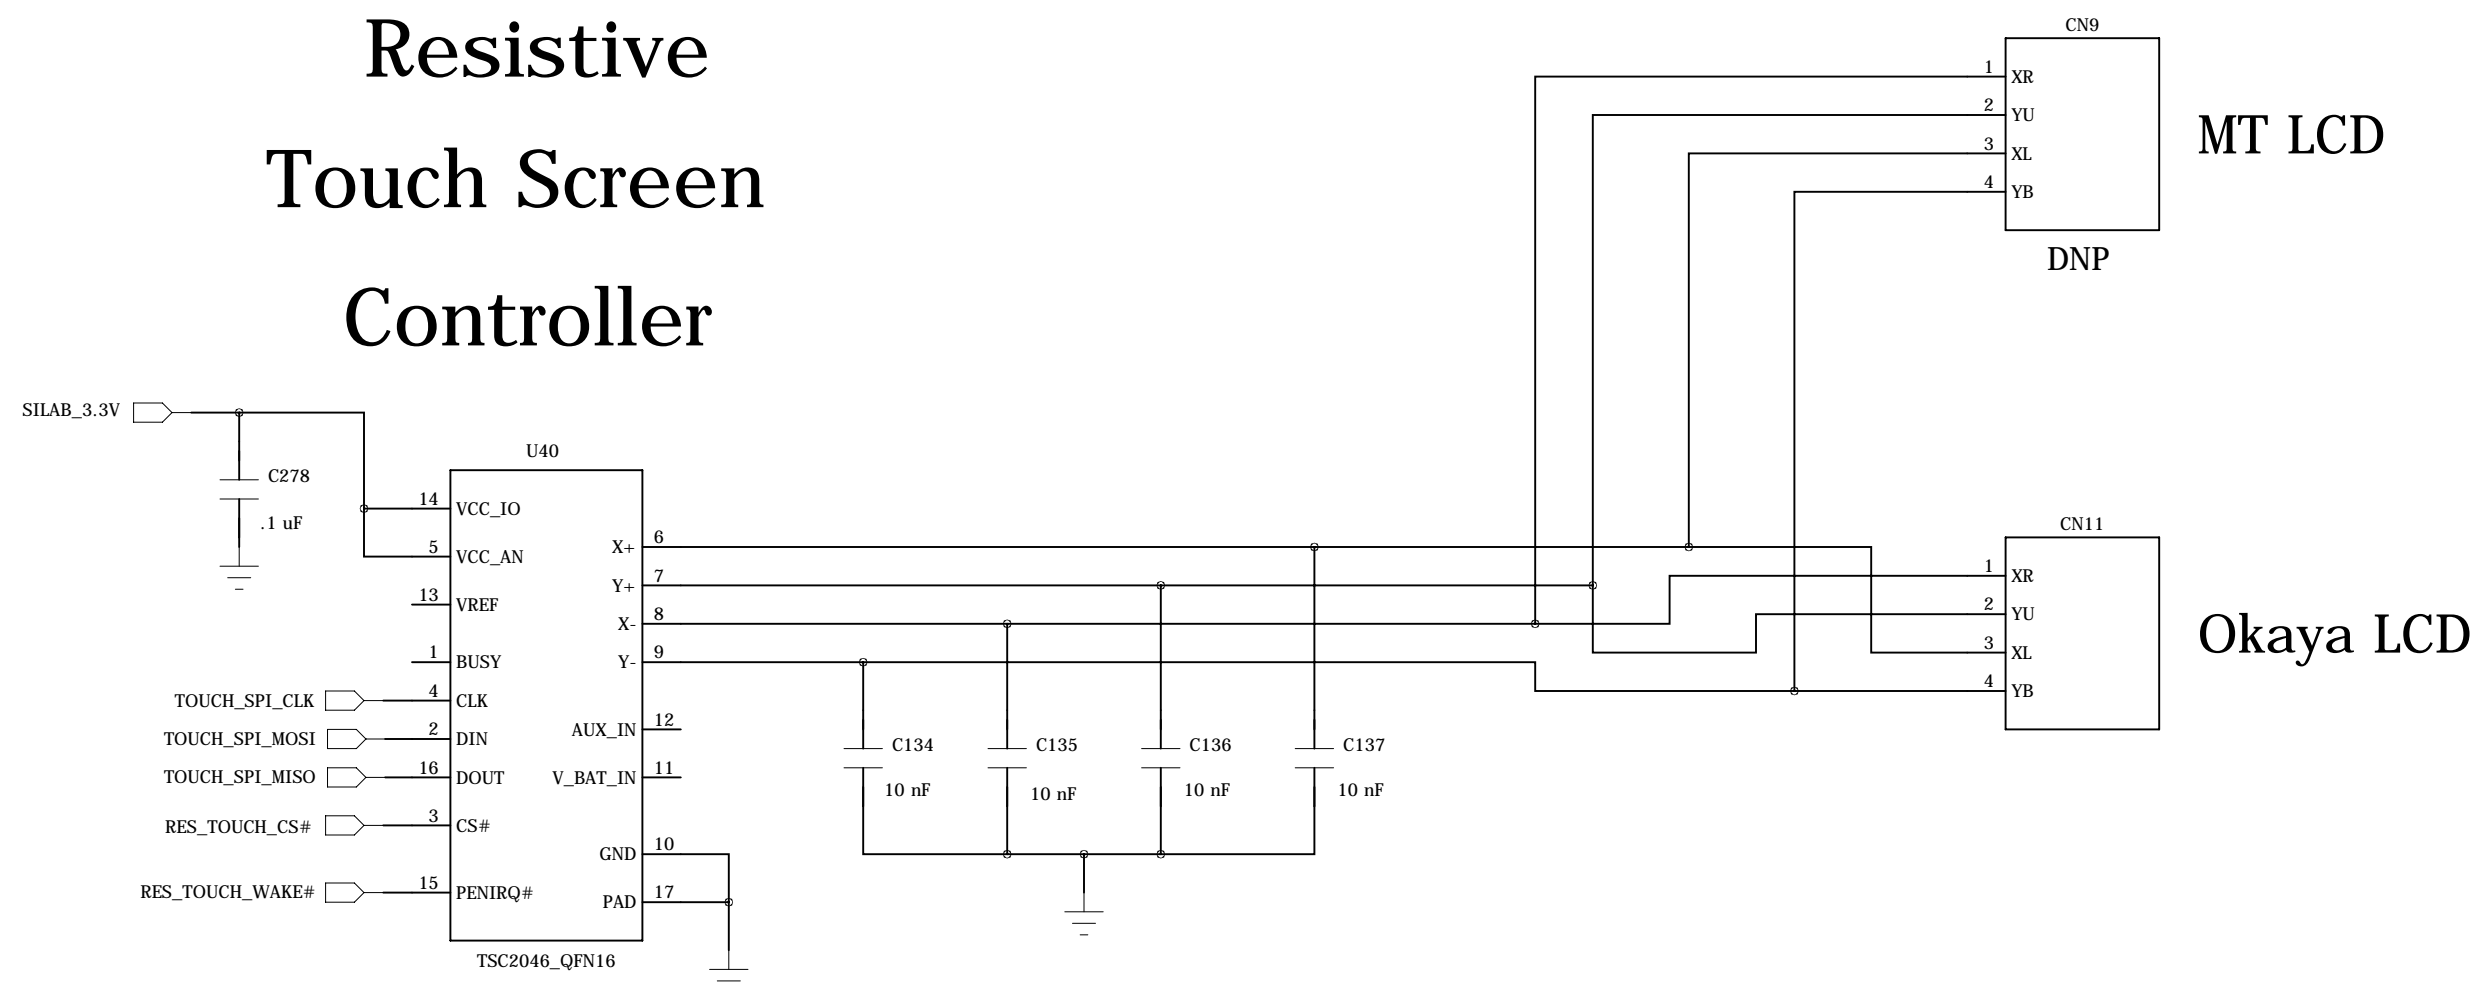 Resistive
Touch Screen
Controller
SILAB_3.3V
C278
.1 uF
U40
14 VCC_IO
5 VCC_AN
13 VREF
1 BUSY
TOUCH_SPI_CLK 4 CLK
TOUCH_SPI_MOSI 2 DIN
TOUCH_SPI_MISO 16 DOUT
RES_TOUCH_CS# 3 CS#
RES_TOUCH_WAKE# 15 PENIRQ#
X+ 6
Y+ 7
X- 8
Y- 9
AUX_IN 12
V_BAT_IN 11
GND 10
PAD 17
TSC2046_QFN16
C134
10 nF
C135
10 nF
C136
10 nF
C137
10 nF
CN9
1 XR
2 YU
3 XL
4 YB
DNP
MT LCD
CN11
1 XR
2 YU
3 XL
4 YB
Okaya LCD